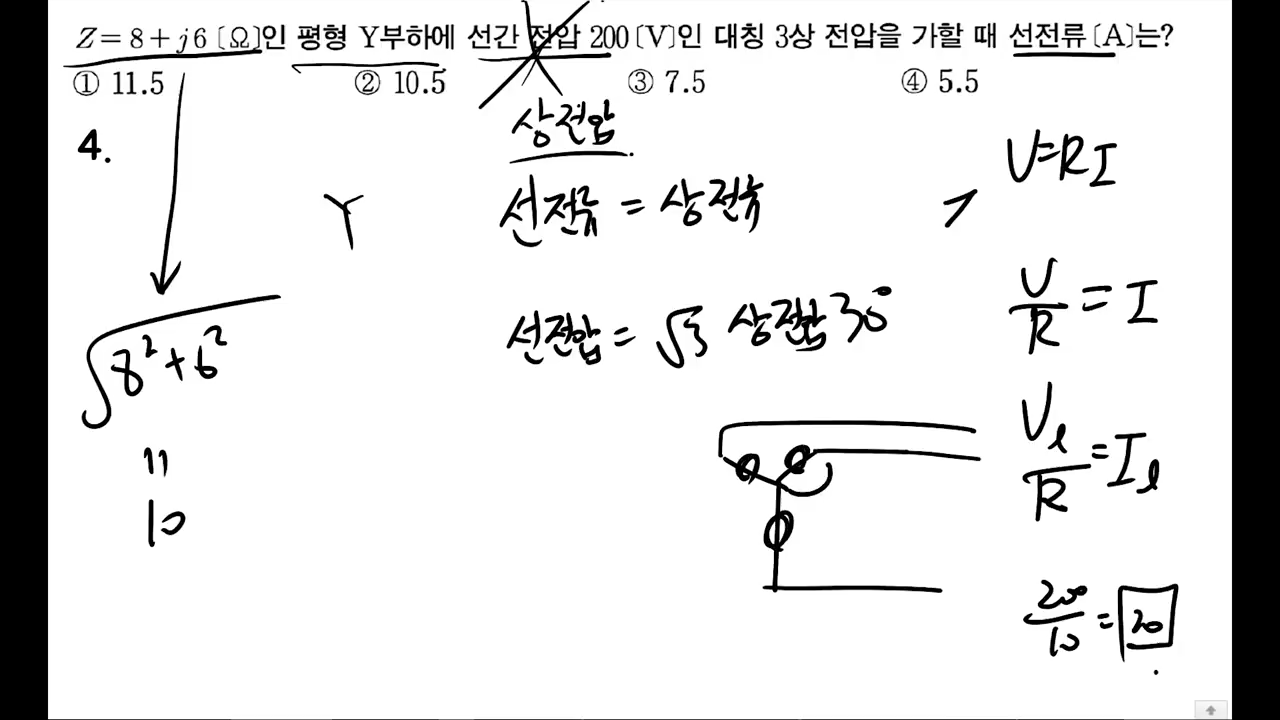 Z=8+j6 [Ω]인 평형 Y부하에 선간 전압 200[V]인 대칭 3상 전압을 가할 때 선전류[A]는?
① 11.5 ② 10.5 ③ 7.5 ④ 5.5
상전압
4.
V=RI
Y
선전류 = 상전류
√8²+6²
V/R = I
선전압 = √3 상전압 30°
"
10
Vℓ/R = Iℓ
200/10 = 20